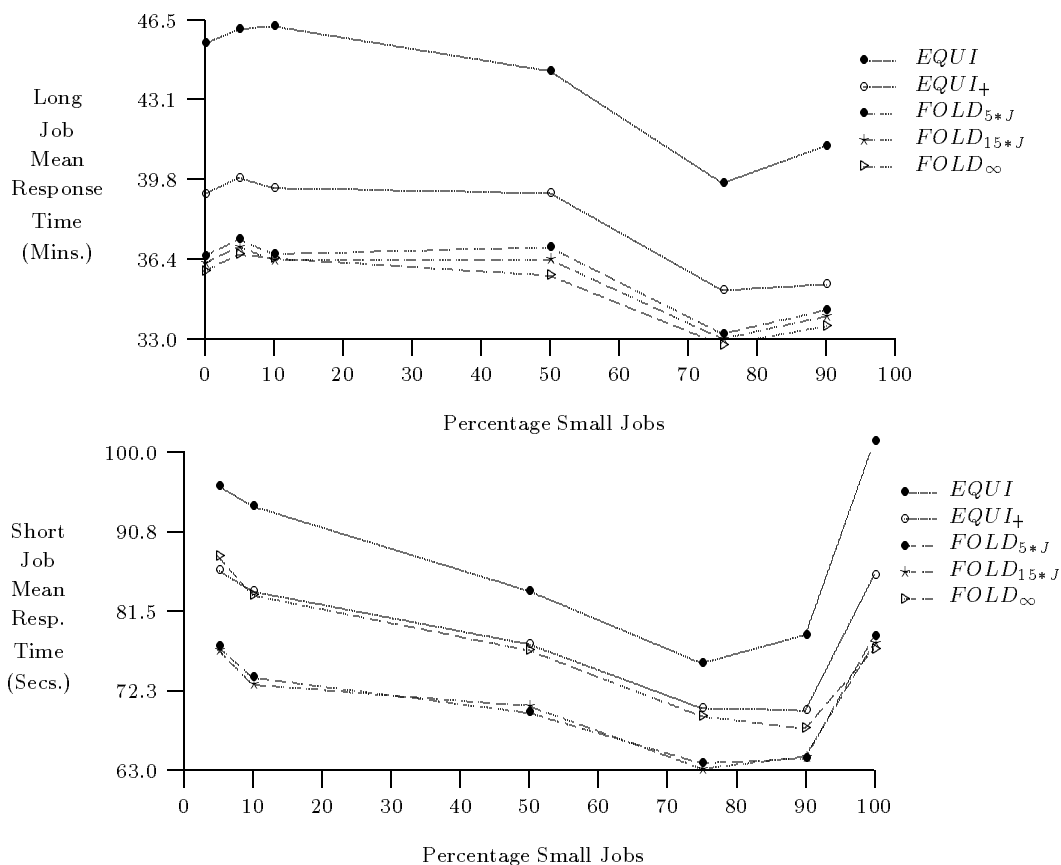 46.5
43.1
39.8
36.4
33.0
Long
Job
Mean
Response
Time
(Mins.)
EQUI
EQUI+
FOLD5*J
FOLD15*J
FOLD∞
0 10 20 30 40 50 60 70 80 90 100
Percentage Small Jobs
100.0
90.8
81.5
72.3
63.0
Short
Job
Mean
Resp.
Time
(Secs.)
EQUI
EQUI+
FOLD5*J
FOLD15*J
FOLD∞
0 10 20 30 40 50 60 70 80 90 100
Percentage Small Jobs